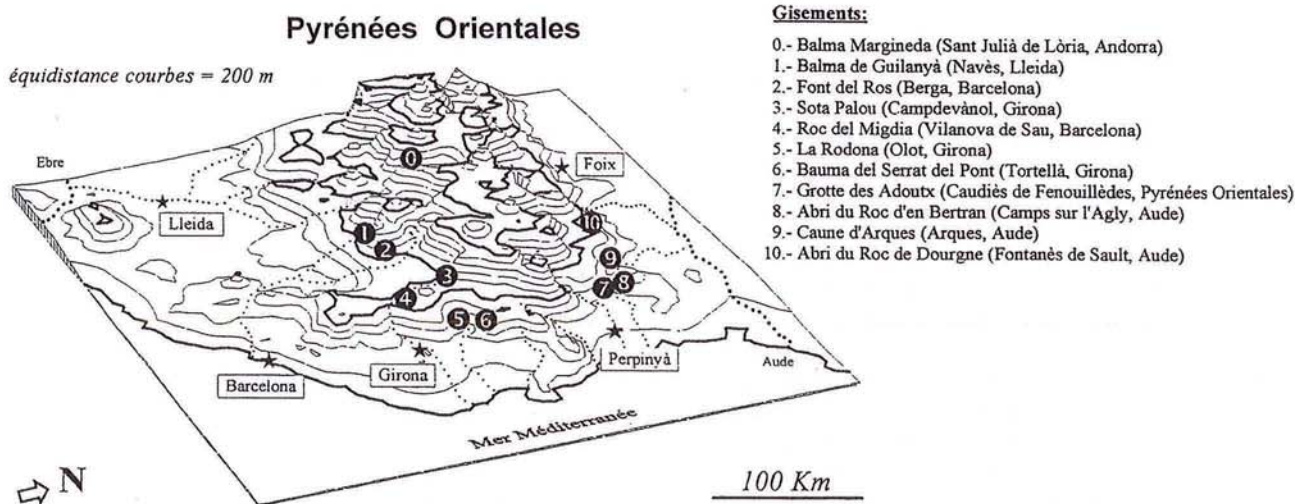 Pyrénées Orientales
équidistance courbes = 200 m
Ebre
Lleida
Foix
Barcelona
Girona
Perpinyà
Aude
Mer Méditerranée
N
100 Km
0
1
2
3
4
5
6
7
8
9
10
Gisements:
0.- Balma Margineda (Sant Julià de Lòria, Andorra)
1.- Balma de Guilanyà (Navès, Lleida)
2.- Font del Ros (Berga, Barcelona)
3.- Sota Palou (Campdevànol, Girona)
4.- Roc del Migdia (Vilanova de Sau, Barcelona)
5.- La Rodona (Olot, Girona)
6.- Bauma del Serrat del Pont (Tortellà, Girona)
7.- Grotte des Adoutx (Caudiès de Fenouillèdes, Pyrénées Orientales)
8.- Abri du Roc d'en Bertran (Camps sur l'Agly, Aude)
9.- Caune d'Arques (Arques, Aude)
10.- Abri du Roc de Dourgne (Fontanès de Sault, Aude)